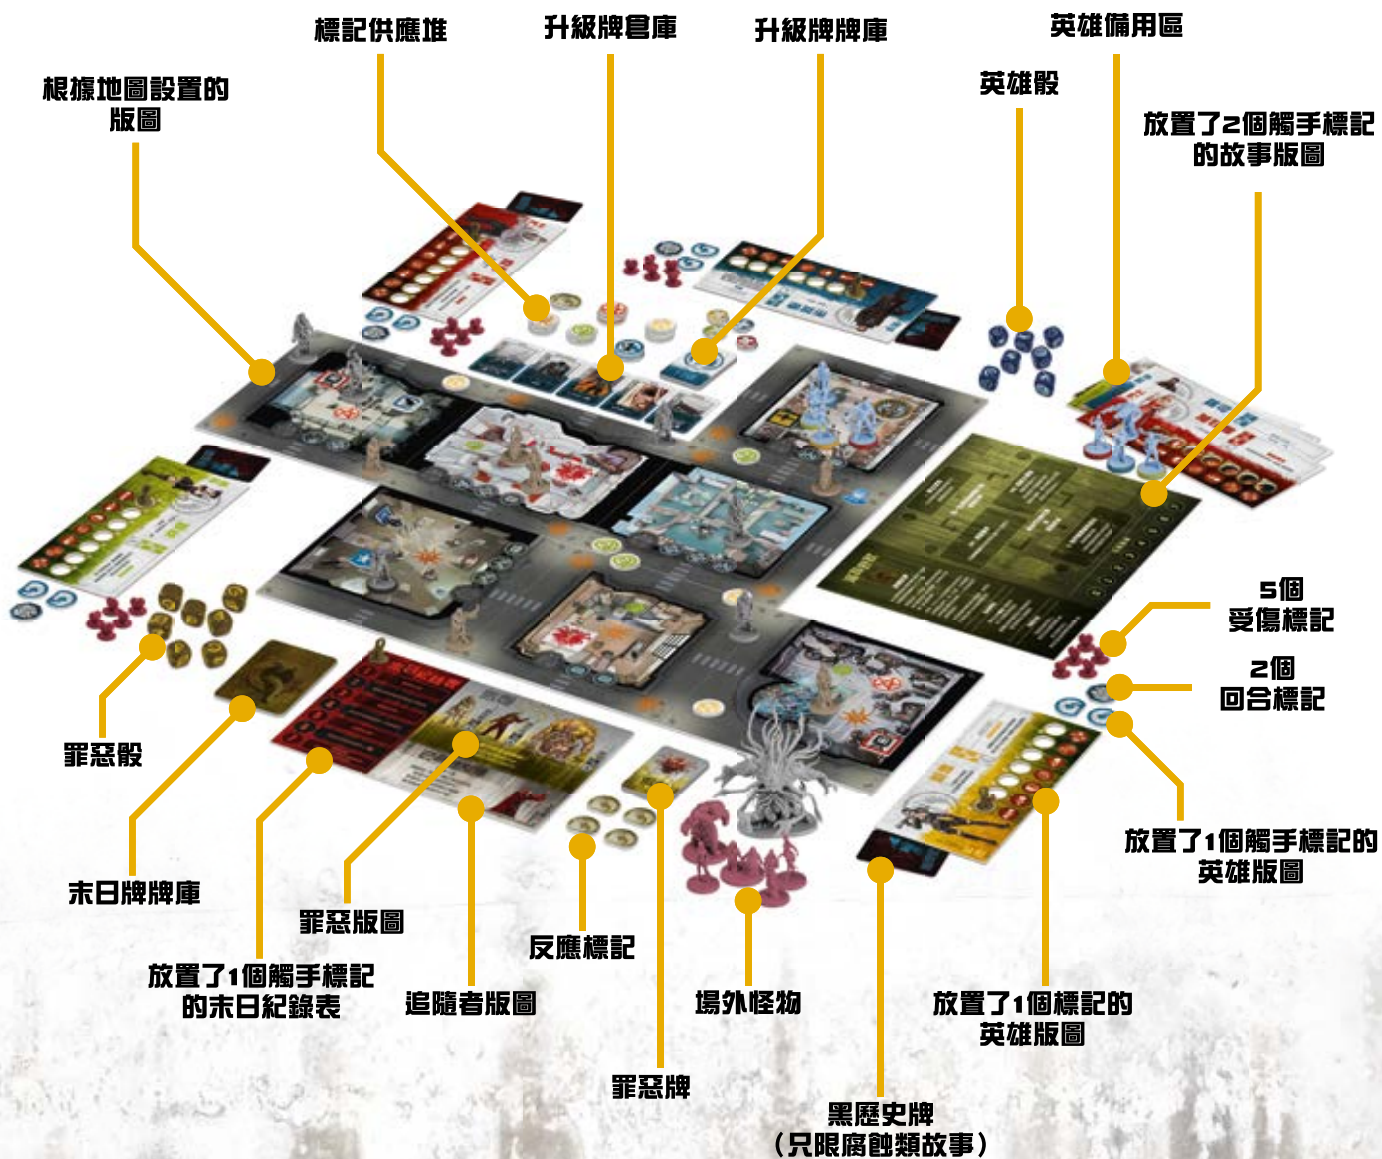 標記供應堆
升級牌倉庫
升級牌牌庫
英雄備用區
根據地圖設置的
版圖
英雄骰
放置了2個觸手標記
的故事版圖
5個
受傷標記
2個
回合標記
罪惡骰
放置了1個觸手標記的
英雄版圖
末日牌牌庫
罪惡版圖
反應標記
放置了1個觸手標記
的末日紀錄表
追隨者版圖
場外怪物
放置了1個標記的
英雄版圖
罪惡牌
黑歷史牌
（只限腐蝕類故事）